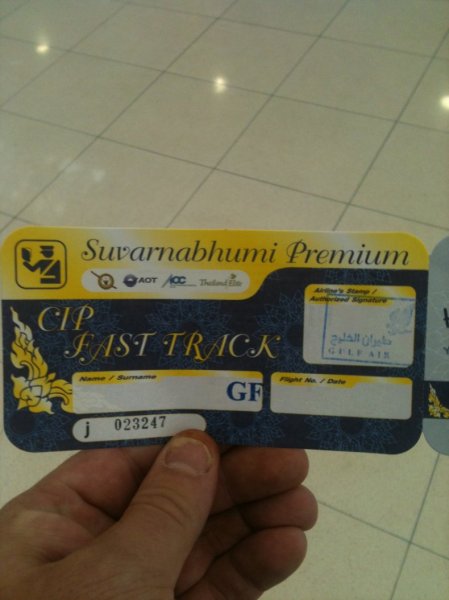 Suvarnabhumi Premium
AOT AOC Thailand Elite
Airline's Stamp /
Authorized Signature
CIP
FAST TRACK
طيران الخليج
GULF AIR
Name / Surname
Flight No. / Date
GF
j 023247